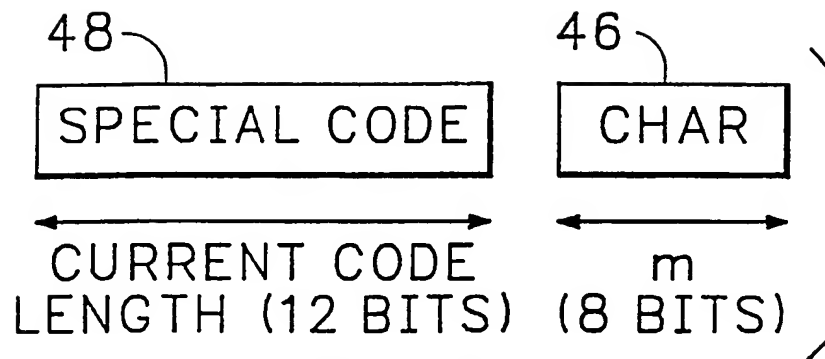 48 46
SPECIAL CODE CHAR
CURRENT CODE m
LENGTH (12 BITS) (8 BITS)